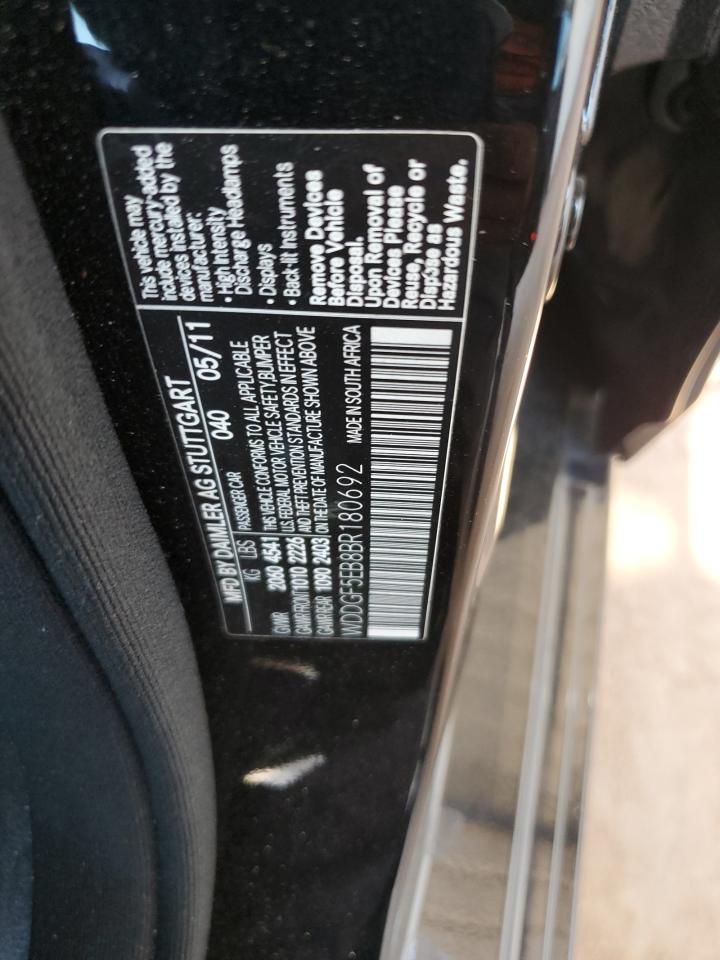 MFD BY DAIMLER AG STUTTGART
KG LBS PASSENGER CAR 040 05/11
GVWR 2060 4541 THIS VEHICLE CONFORMS TO ALL APPLICABLE
U.S. FEDERAL MOTOR VEHICLE SAFETY, BUMPER
GAWR FRONT 1010 2226 AND THEFT PREVENTION STANDARDS IN EFFECT
GAWR REAR 1090 2403 ON THE DATE OF MANUFACTURE SHOWN ABOVE
WDDGF5EB8BR180692 MADE IN SOUTH AFRICA
This vehicle may
include mercury-added
devices installed by the
manufacturer:
• High Intensity
Discharge Headlamps
• Displays
• Back-lit Instruments
Remove Devices
Before Vehicle
Disposal.
Upon Removal of
Devices Please
Reuse, Recycle or
Dispose as
Hazardous Waste.